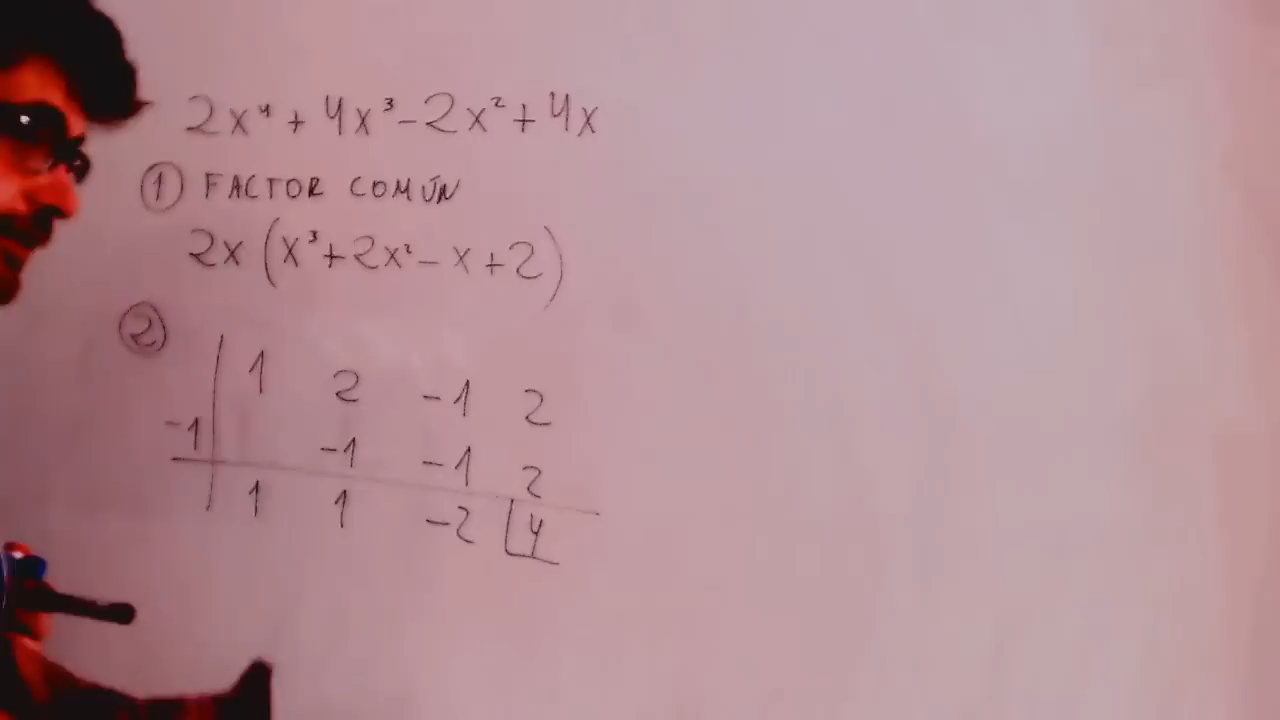 2x⁴ + 4x³ - 2x² + 4x
① FACTOR COMÚN
2x (x³ + 2x² - x + 2)
②
1 2 -1 2
-1 -1 -1 2
1 1 -2 4